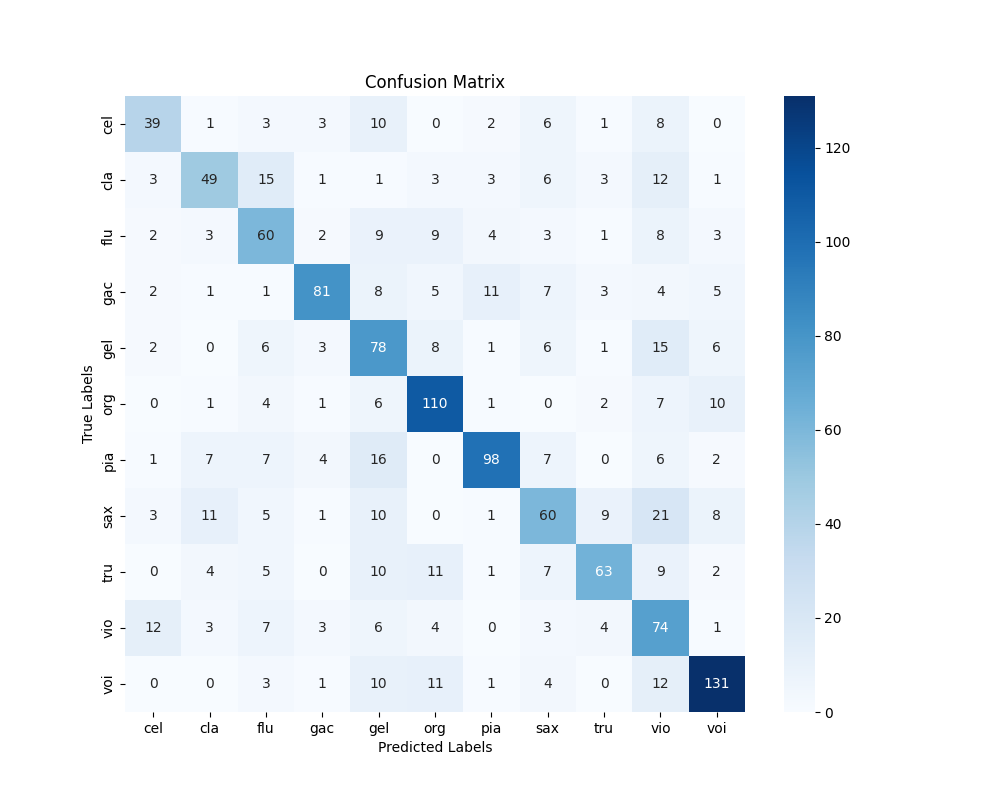 Confusion Matrix
cel 39 1 3 3 10 0 2 6 1 8 0
cla 3 49 15 1 1 3 3 6 3 12 1
flu 2 3 60 2 9 9 4 3 1 8 3
gac 2 1 1 81 8 5 11 7 3 4 5
gel 2 0 6 3 78 8 1 6 1 15 6
org 0 1 4 1 6 110 1 0 2 7 10
pia 1 7 7 4 16 0 98 7 0 6 2
sax 3 11 5 1 10 0 1 60 9 21 8
tru 0 4 5 0 10 11 1 7 63 9 2
vio 12 3 7 3 6 4 0 3 4 74 1
voi 0 0 3 1 10 11 1 4 0 12 131
cel cla flu gac gel org pia sax tru vio voi
Predicted Labels
True Labels
120
100
80
60
40
20
0